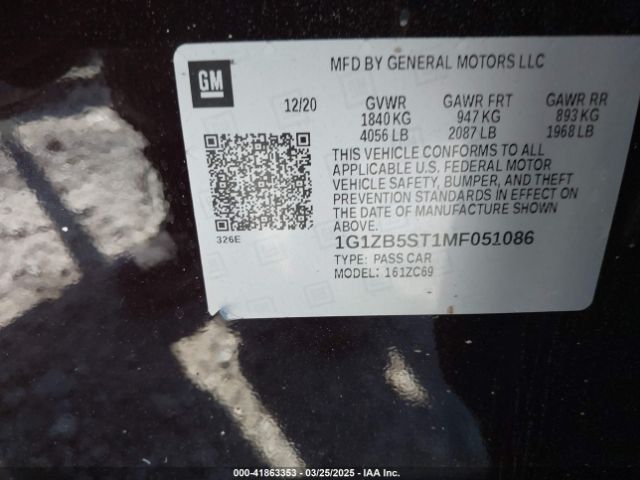 MFD BY GENERAL MOTORS LLC
GM
12/20 GVWR GAWR FRT GAWR RR
1840 KG 947 KG 893 KG
4056 LB 2087 LB 1968 LB
THIS VEHICLE CONFORMS TO ALL
APPLICABLE U.S. FEDERAL MOTOR
VEHICLE SAFETY, BUMPER, AND THEFT
PREVENTION STANDARDS IN EFFECT ON
THE DATE OF MANUFACTURE SHOWN
ABOVE.
326E
1G1ZB5ST1MF051086
TYPE: PASS CAR
MODEL: 161ZC69
000-41863353 — 03/25/2025 — IAA Inc.